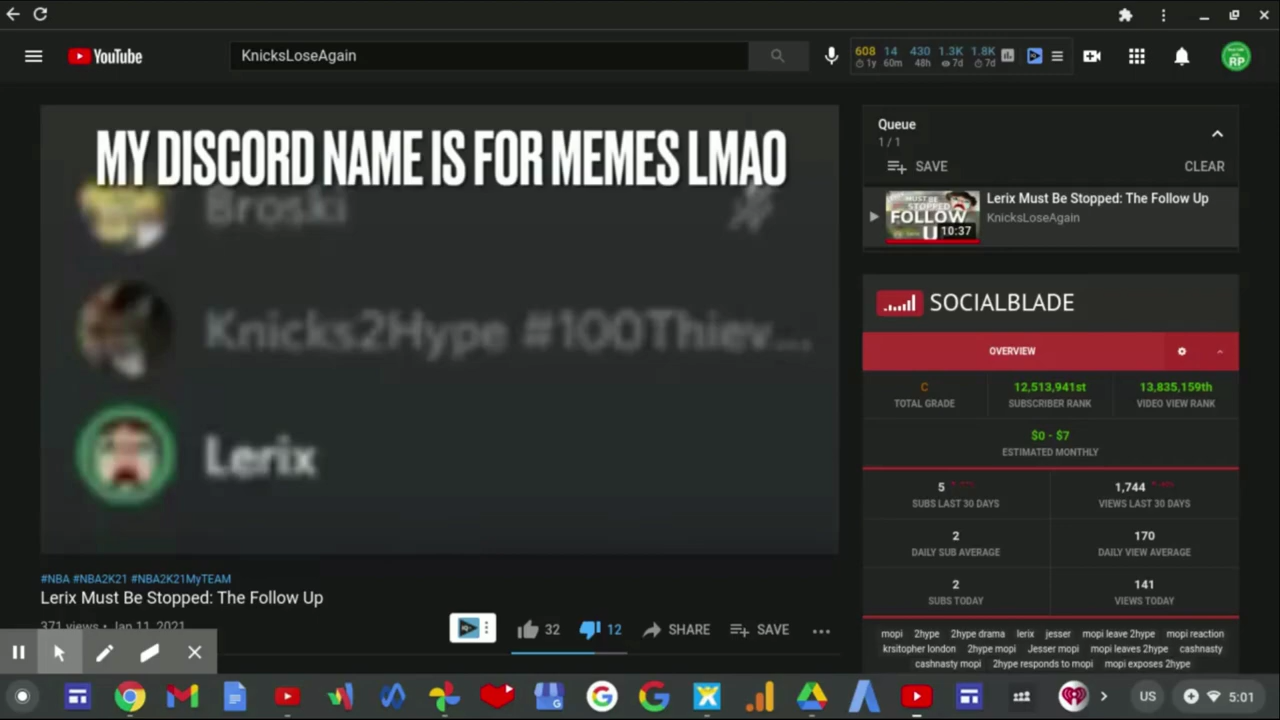 YouTube
KnicksLoseAgain
608 14 430 1.3K 1.8K
1y 60m 48h 7d 7d
RP
MY DISCORD NAME IS FOR MEMES LMAO
Broski
Knicks2Hype #100Thiev...
Lerix
Queue
1 / 1
SAVE
CLEAR
FOLLOW
10:37
Lerix Must Be Stopped: The Follow Up
KnicksLoseAgain
SOCIALBLADE
OVERVIEW
C
TOTAL GRADE
12,513,941st
SUBSCRIBER RANK
13,835,159th
VIDEO VIEW RANK
$0 - $7
ESTIMATED MONTHLY
5
SUBS LAST 30 DAYS
1,744
VIEWS LAST 30 DAYS
2
DAILY SUB AVERAGE
170
DAILY VIEW AVERAGE
2
SUBS TODAY
141
VIEWS TODAY
mopi 2hype 2hype drama lerix jesser mopi leave 2hype mopi reaction
krsitopher london 2hype mopi Jesser mopi mopi leaves 2hype cashnasty
cashnasty mopi 2hype responds to mopi mopi exposes 2hype
#NBA #NBA2K21 #NBA2K21MyTEAM
Lerix Must Be Stopped: The Follow Up
371 views • Jan 11, 2021
32
12
SHARE
SAVE
US
5:01